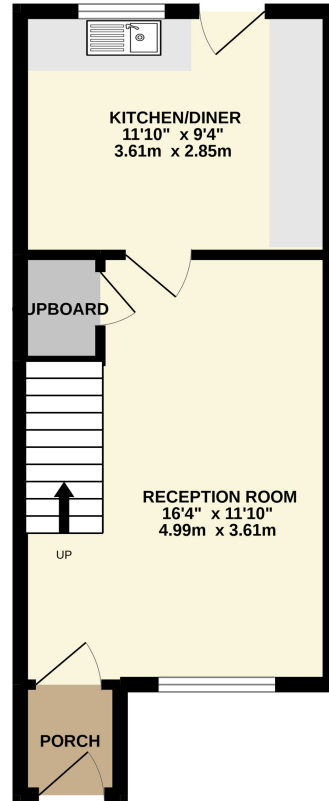 KITCHEN/DINER
11'10" x 9'4"
3.61m x 2.85m
CUPBOARD
RECEPTION ROOM
16'4" x 11'10"
4.99m x 3.61m
UP
PORCH